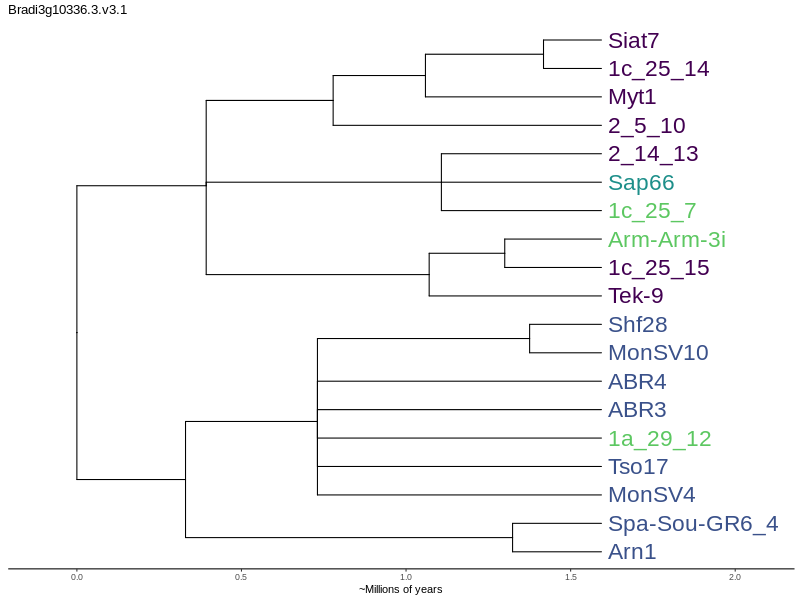 Bradi3g10336.3.v3.1
Siat7
1c_25_14
Myt1
2_5_10
2_14_13
Sap66
1c_25_7
Arm-Arm-3i
1c_25_15
Tek-9
Shf28
MonSV10
ABR4
ABR3
1a_29_12
Tso17
MonSV4
Spa-Sou-GR6_4
Arn1
0.0 0.5 1.0 1.5 2.0
~Millions of years